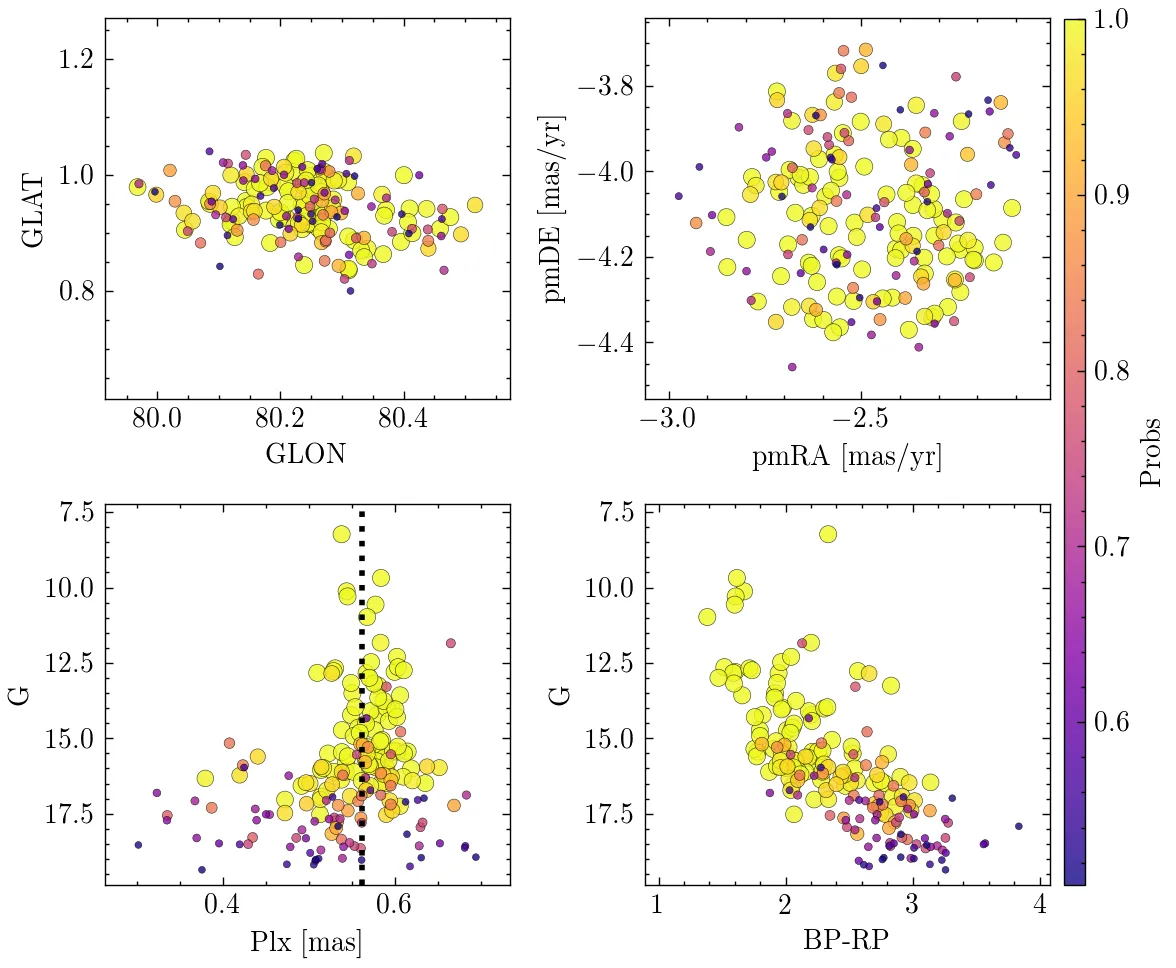 1.2
1.0
0.8
GLAT
80.0 80.2 80.4
GLON
−3.8
−4.0
−4.2
−4.4
pmDE [mas/yr]
−3.0 −2.5
pmRA [mas/yr]
7.5
10.0
12.5
15.0
17.5
G
0.4 0.6
Plx [mas]
7.5
10.0
12.5
15.0
17.5
G
1 2 3 4
BP-RP
1.0
0.9
0.8
0.7
0.6
Probs